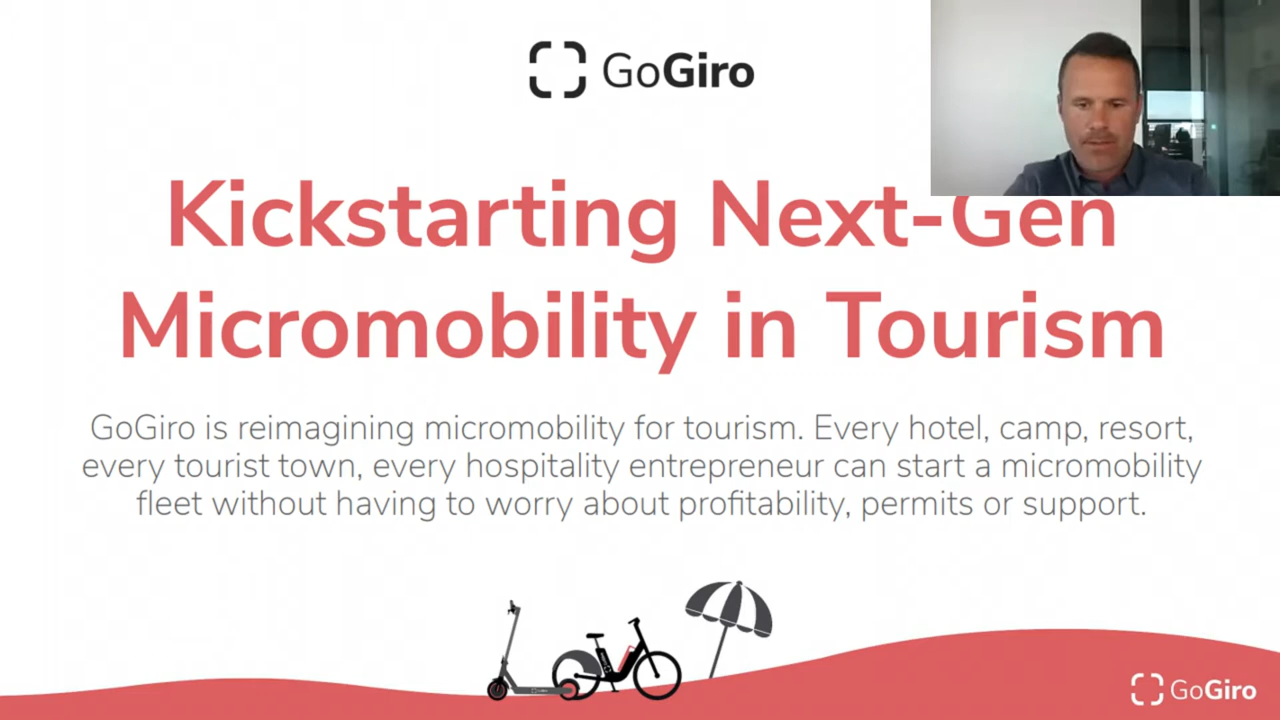 GoGiro
Kickstarting Next-Gen
Micromobility in Tourism
GoGiro is reimagining micromobility for tourism. Every hotel, camp, resort,
every tourist town, every hospitality entrepreneur can start a micromobility
fleet without having to worry about profitability, permits or support.
GoGiro